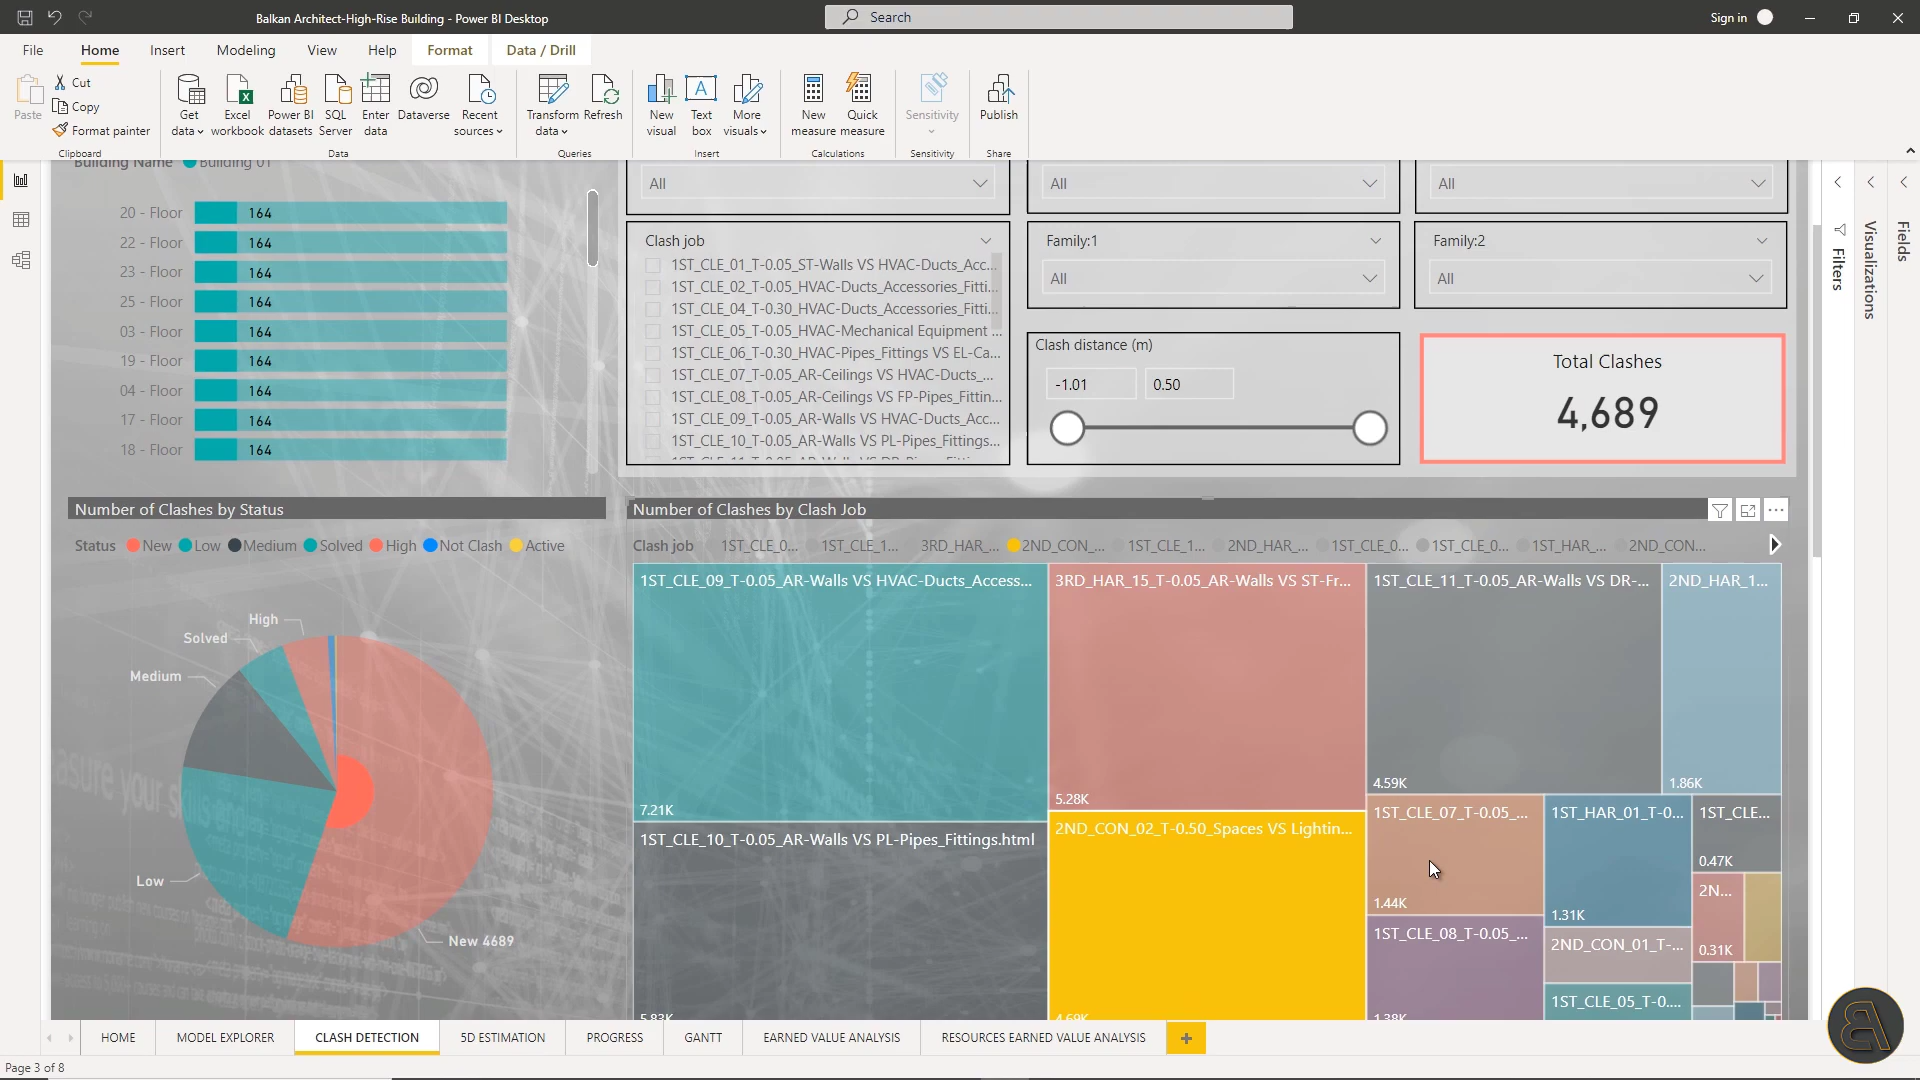 Balkan Architect-High-Rise Building - Power BI Desktop
Search
Sign in
File
Home
Insert
Modeling
View
Help
Format
Data / Drill
Paste
Cut
Copy
Format painter
Clipboard
Get data
Excel workbook
Power BI datasets
SQL Server
Enter data
Dataverse
Recent sources
Data
Transform data
Refresh
Queries
New visual
Text box
More visuals
Insert
New measure
Quick measure
Calculations
Sensitivity
Sensitivity
Publish
Share
Building Name Building 01
20 - Floor 164
22 - Floor 164
23 - Floor 164
25 - Floor 164
03 - Floor 164
19 - Floor 164
04 - Floor 164
17 - Floor 164
18 - Floor 164
All
All
All
Clash job
1ST_CLE_01_T-0.05_ST-Walls VS HVAC-Ducts_Acc...
1ST_CLE_02_T-0.05_HVAC-Ducts_Accessories_Fitti...
1ST_CLE_04_T-0.30_HVAC-Ducts_Accessories_Fitti...
1ST_CLE_05_T-0.05_HVAC-Mechanical Equipment ...
1ST_CLE_06_T-0.30_HVAC-Pipes_Fittings VS EL-Ca...
1ST_CLE_07_T-0.05_AR-Ceilings VS HVAC-Ducts_...
1ST_CLE_08_T-0.05_AR-Ceilings VS FP-Pipes_Fittin...
1ST_CLE_09_T-0.05_AR-Walls VS HVAC-Ducts_Acc...
1ST_CLE_10_T-0.05_AR-Walls VS PL-Pipes_Fittings...
Family:1
All
Family:2
All
Clash distance (m)
-1.01
0.50
Total Clashes
4,689
Filters
Visualizations
Fields
Number of Clashes by Status
Status New Low Medium Solved High Not Clash Active
High
Solved
Medium
Low
New 4689
Number of Clashes by Clash Job
Clash job 1ST_CLE_0... 1ST_CLE_1... 3RD_HAR_... 2ND_CON_... 1ST_CLE_1... 2ND_HAR_... 1ST_CLE_0... 1ST_CLE_0... 1ST_HAR_... 2ND_CON...
1ST_CLE_09_T-0.05_AR-Walls VS HVAC-Ducts_Access...
7.21K
1ST_CLE_10_T-0.05_AR-Walls VS PL-Pipes_Fittings.html
5.83K
3RD_HAR_15_T-0.05_AR-Walls VS ST-Fr...
5.28K
2ND_CON_02_T-0.50_Spaces VS Lightin...
4.69K
1ST_CLE_11_T-0.05_AR-Walls VS DR-...
4.59K
2ND_HAR_1...
1.86K
1ST_CLE_07_T-0.05_...
1.44K
1ST_CLE_08_T-0.05_...
1.38K
1ST_HAR_01_T-0...
1.31K
2ND_CON_01_T-...
1ST_CLE_05_T-0....
1ST_CLE...
0.47K
2N...
0.31K
HOME
MODEL EXPLORER
CLASH DETECTION
5D ESTIMATION
PROGRESS
GANTT
EARNED VALUE ANALYSIS
RESOURCES EARNED VALUE ANALYSIS
Page 3 of 8